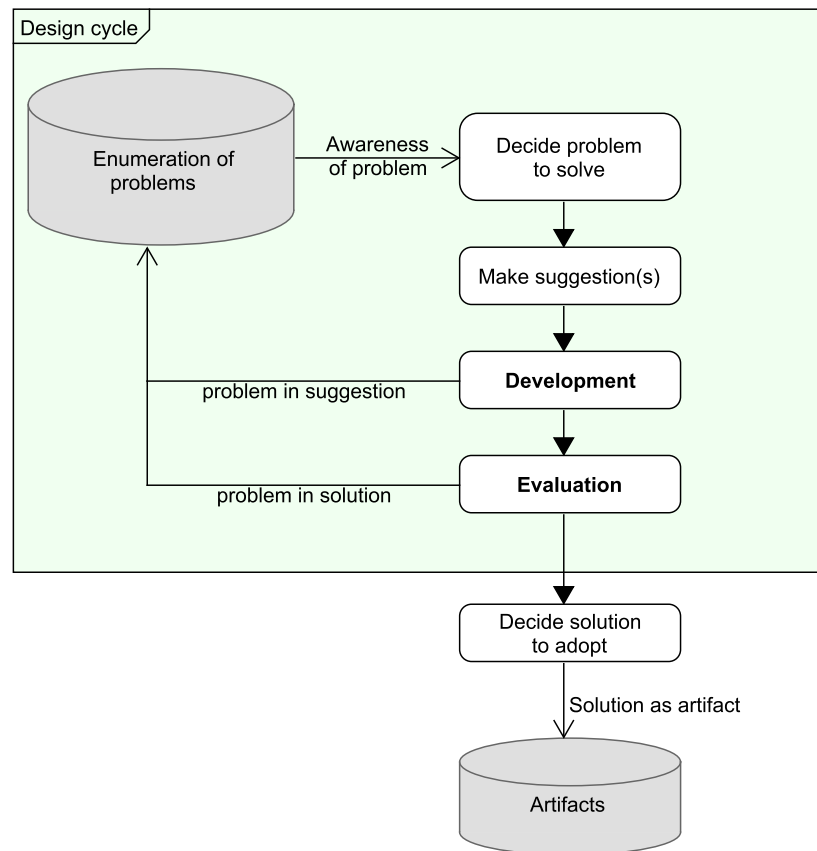 Design cycle
Enumeration of
problems
Awareness
of problem
Decide problem
to solve
Make suggestion(s)
Development
problem in suggestion
Evaluation
problem in solution
Decide solution
to adopt
Solution as artifact
Artifacts